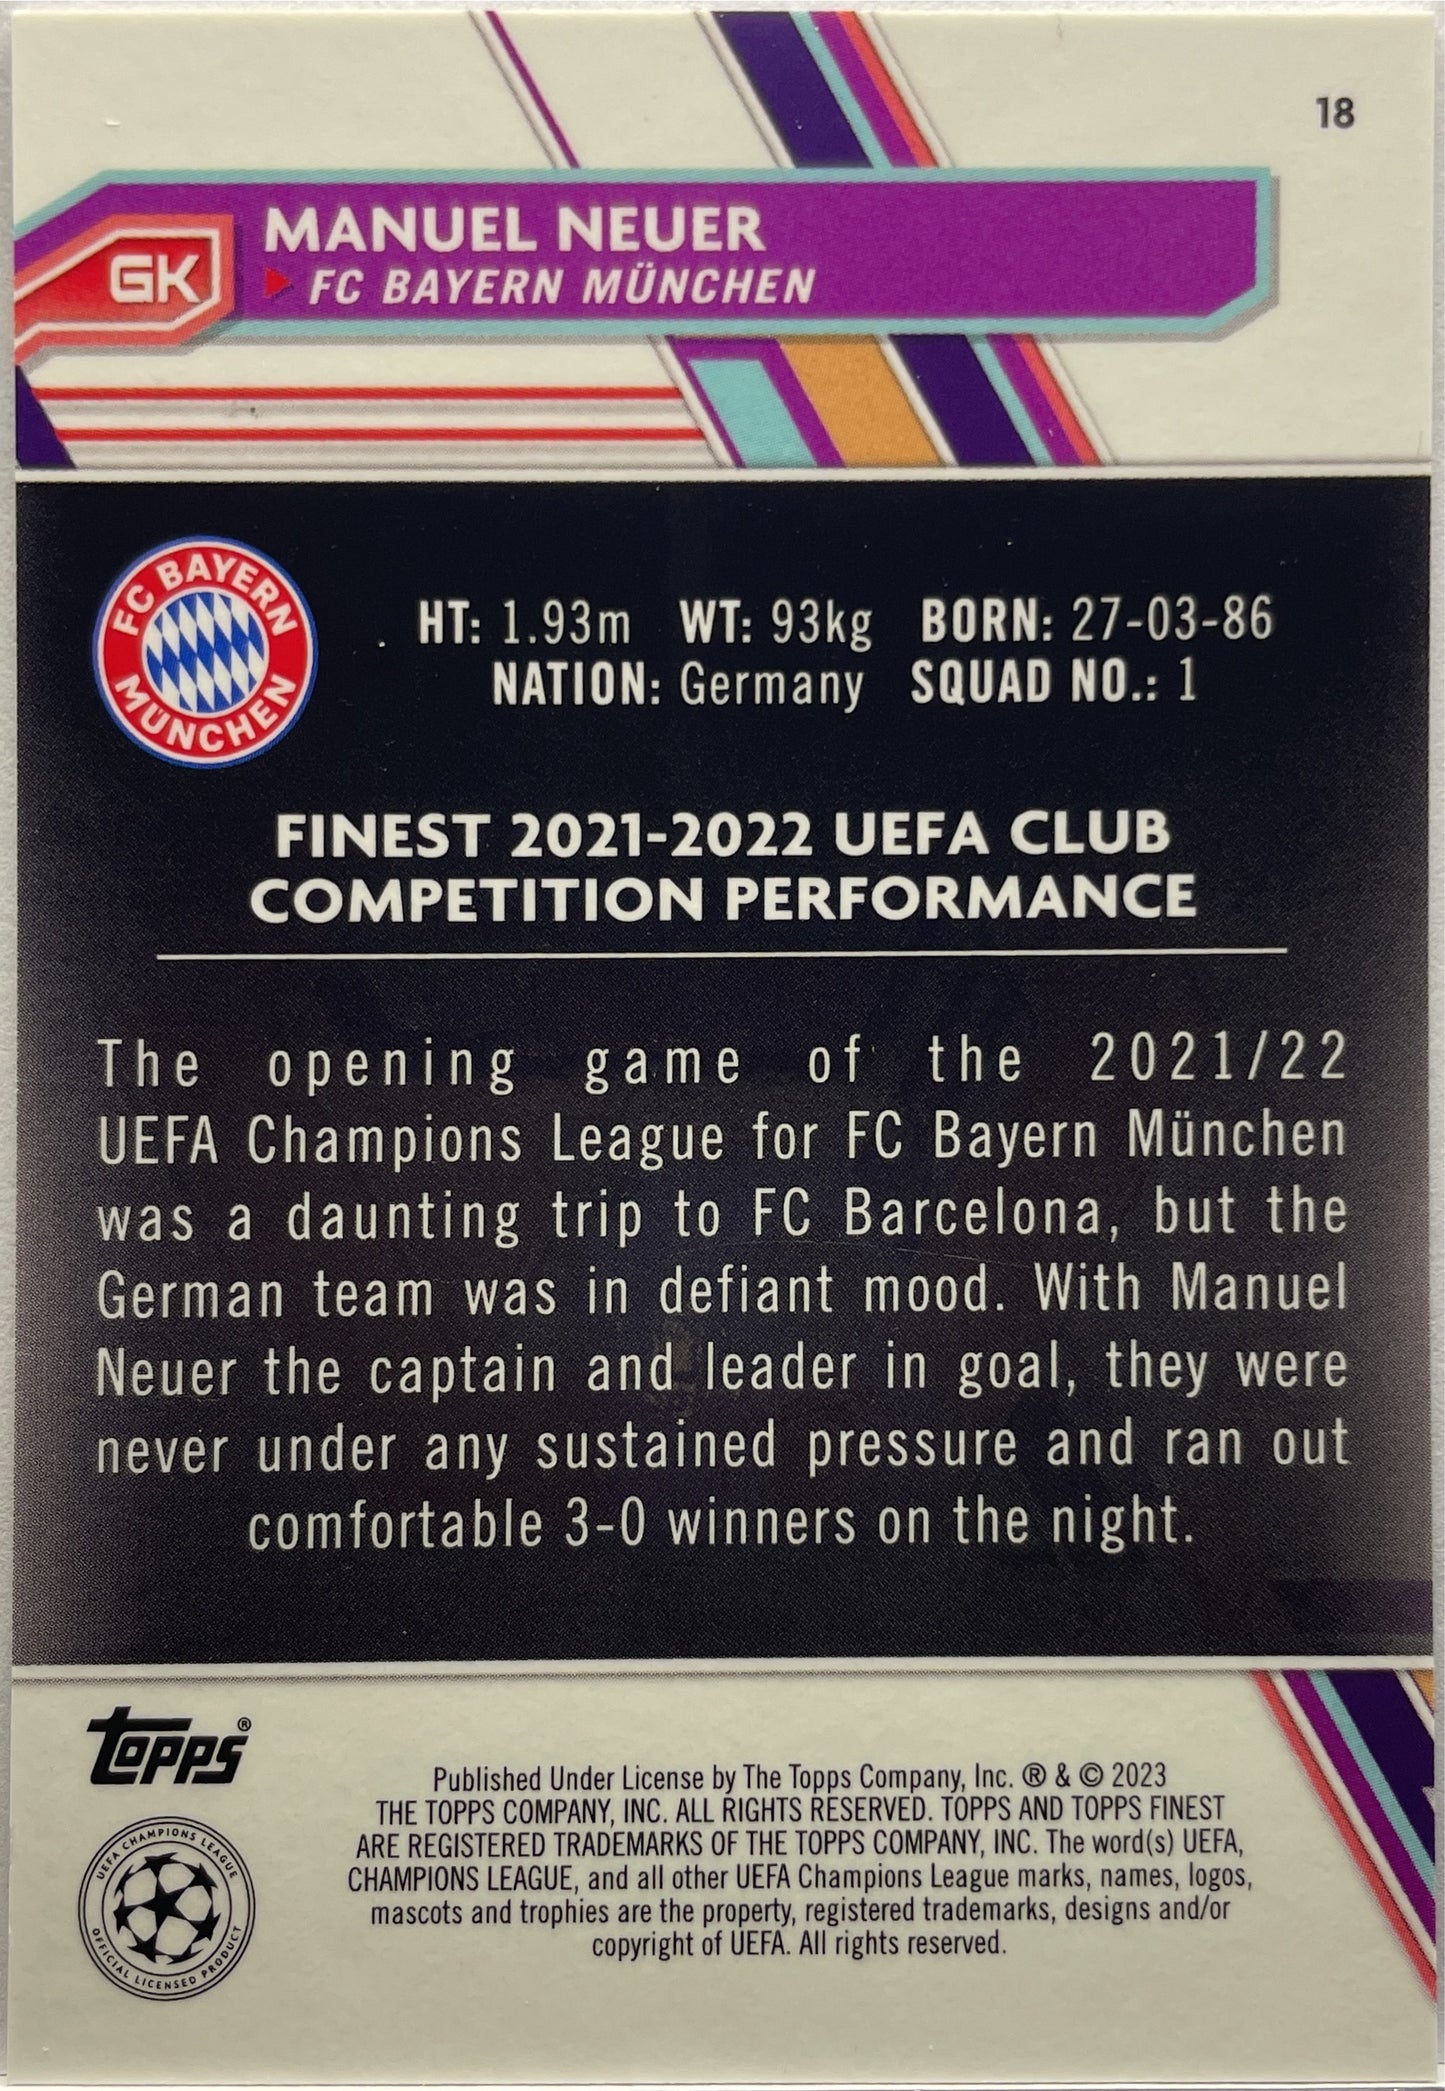 18
MANUEL NEUER
GK
FC BAYERN MÜNCHEN
FC BAYERN
MÜNCHEN
HT: 1.93m WT: 93kg BORN: 27-03-86
NATION: Germany SQUAD NO.: 1
FINEST 2021-2022 UEFA CLUB
COMPETITION PERFORMANCE
The opening game of the 2021/22
UEFA Champions League for FC Bayern München
was a daunting trip to FC Barcelona, but the
German team was in defiant mood. With Manuel
Neuer the captain and leader in goal, they were
never under any sustained pressure and ran out
comfortable 3-0 winners on the night.
Topps®
Published Under License by The Topps Company, Inc. ® & © 2023
THE TOPPS COMPANY, INC. ALL RIGHTS RESERVED. TOPPS AND TOPPS FINEST
ARE REGISTERED TRADEMARKS OF THE TOPPS COMPANY, INC. The word(s) UEFA,
CHAMPIONS LEAGUE, and all other UEFA Champions League marks, names, logos,
mascots and trophies are the property, registered trademarks, designs and/or
copyright of UEFA. All rights reserved.
UEFA CHAMPIONS LEAGUE
OFFICIAL LICENSED PRODUCT